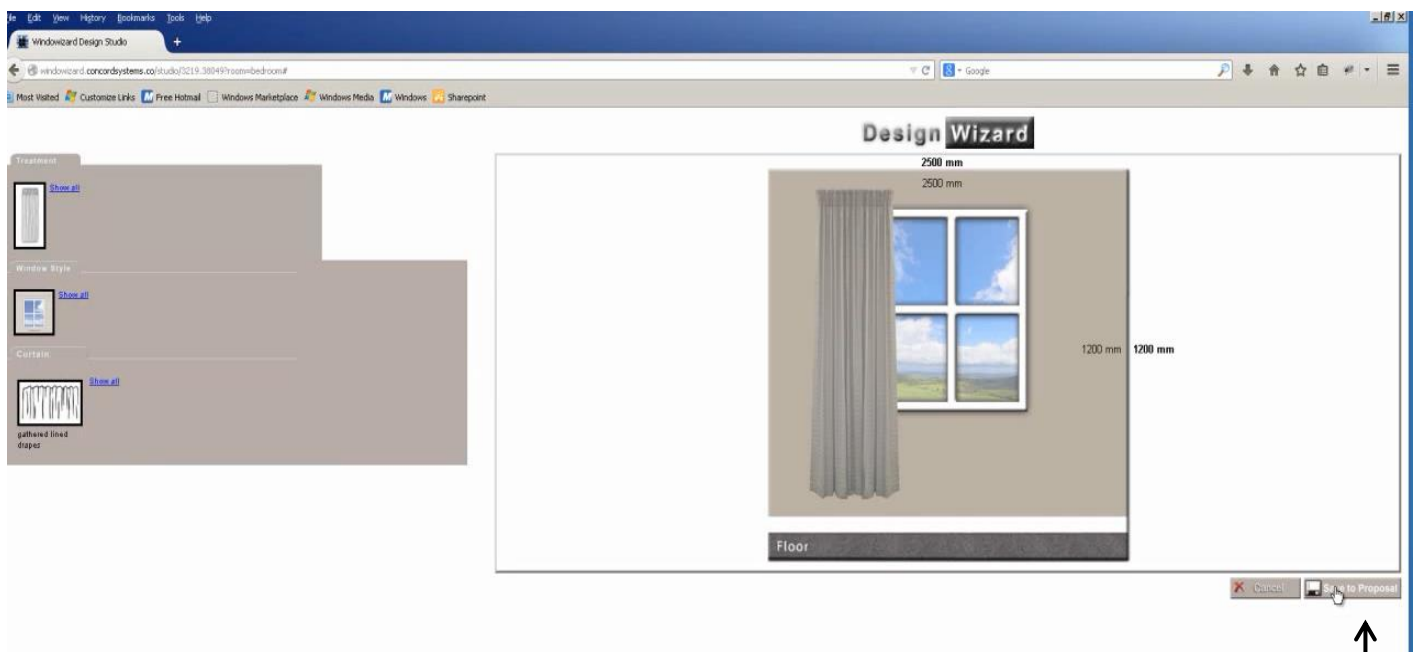 File Edit View History Bookmarks Tools Help
Windowizard Design Studio +
windowizard.concordsystems.co/studio/3219.38049?room=bedroom#
Google
Most Visited Customize Links Free Hotmail Windows Marketplace Windows Media Windows Sharepoint
Design Wizard
Treatment
Show all
Window Style
Show all
Curtain
Show all
gathered lined
drapes
2500 mm
2500 mm
1200 mm 1200 mm
Floor
Cancel Save to Proposal